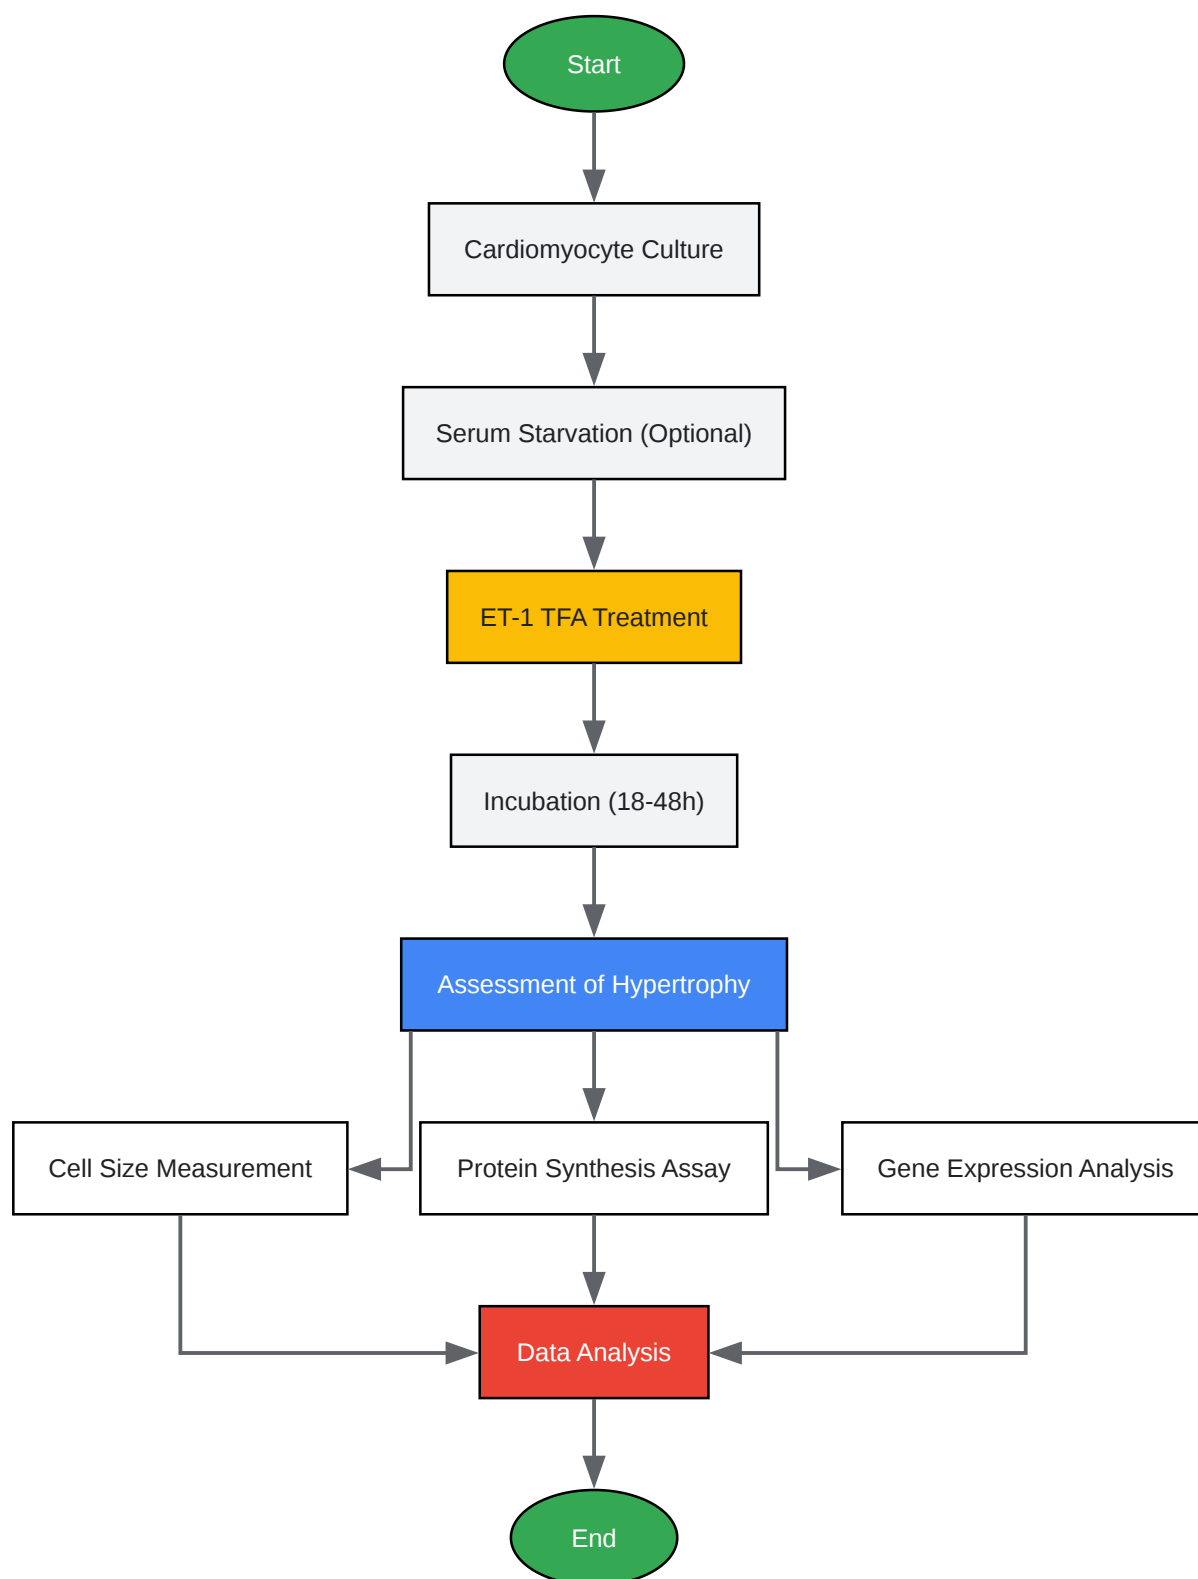 Start
Cardiomyocyte Culture
Serum Starvation (Optional)
ET-1 TFA Treatment
Incubation (18-48h)
Assessment of Hypertrophy
Cell Size Measurement
Protein Synthesis Assay
Gene Expression Analysis
Data Analysis
End